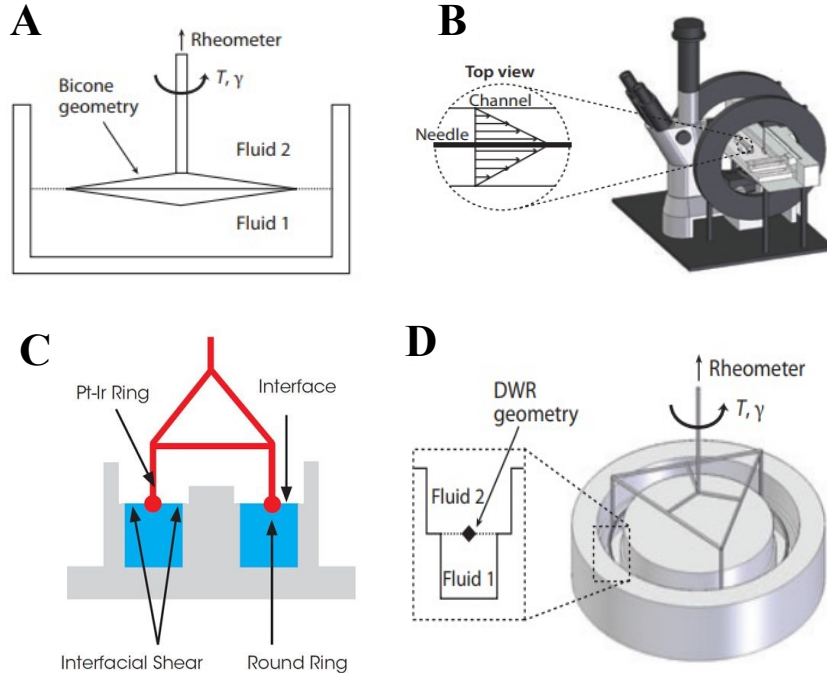 A
Rheometer
T, γ
Bicone
geometry
Fluid 2
Fluid 1
B
Top view
Channel
Needle
C
Pt-Ir Ring
Interface
Interfacial Shear
Round Ring
D
Rheometer
T, γ
DWR
geometry
Fluid 2
Fluid 1